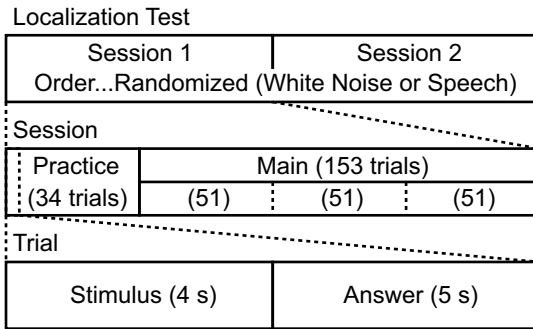 Localization Test
Session 1 Session 2
Order...Randomized (White Noise or Speech)
Session
Practice Main (153 trials)
(34 trials) (51) (51) (51)
Trial
Stimulus (4 s) Answer (5 s)